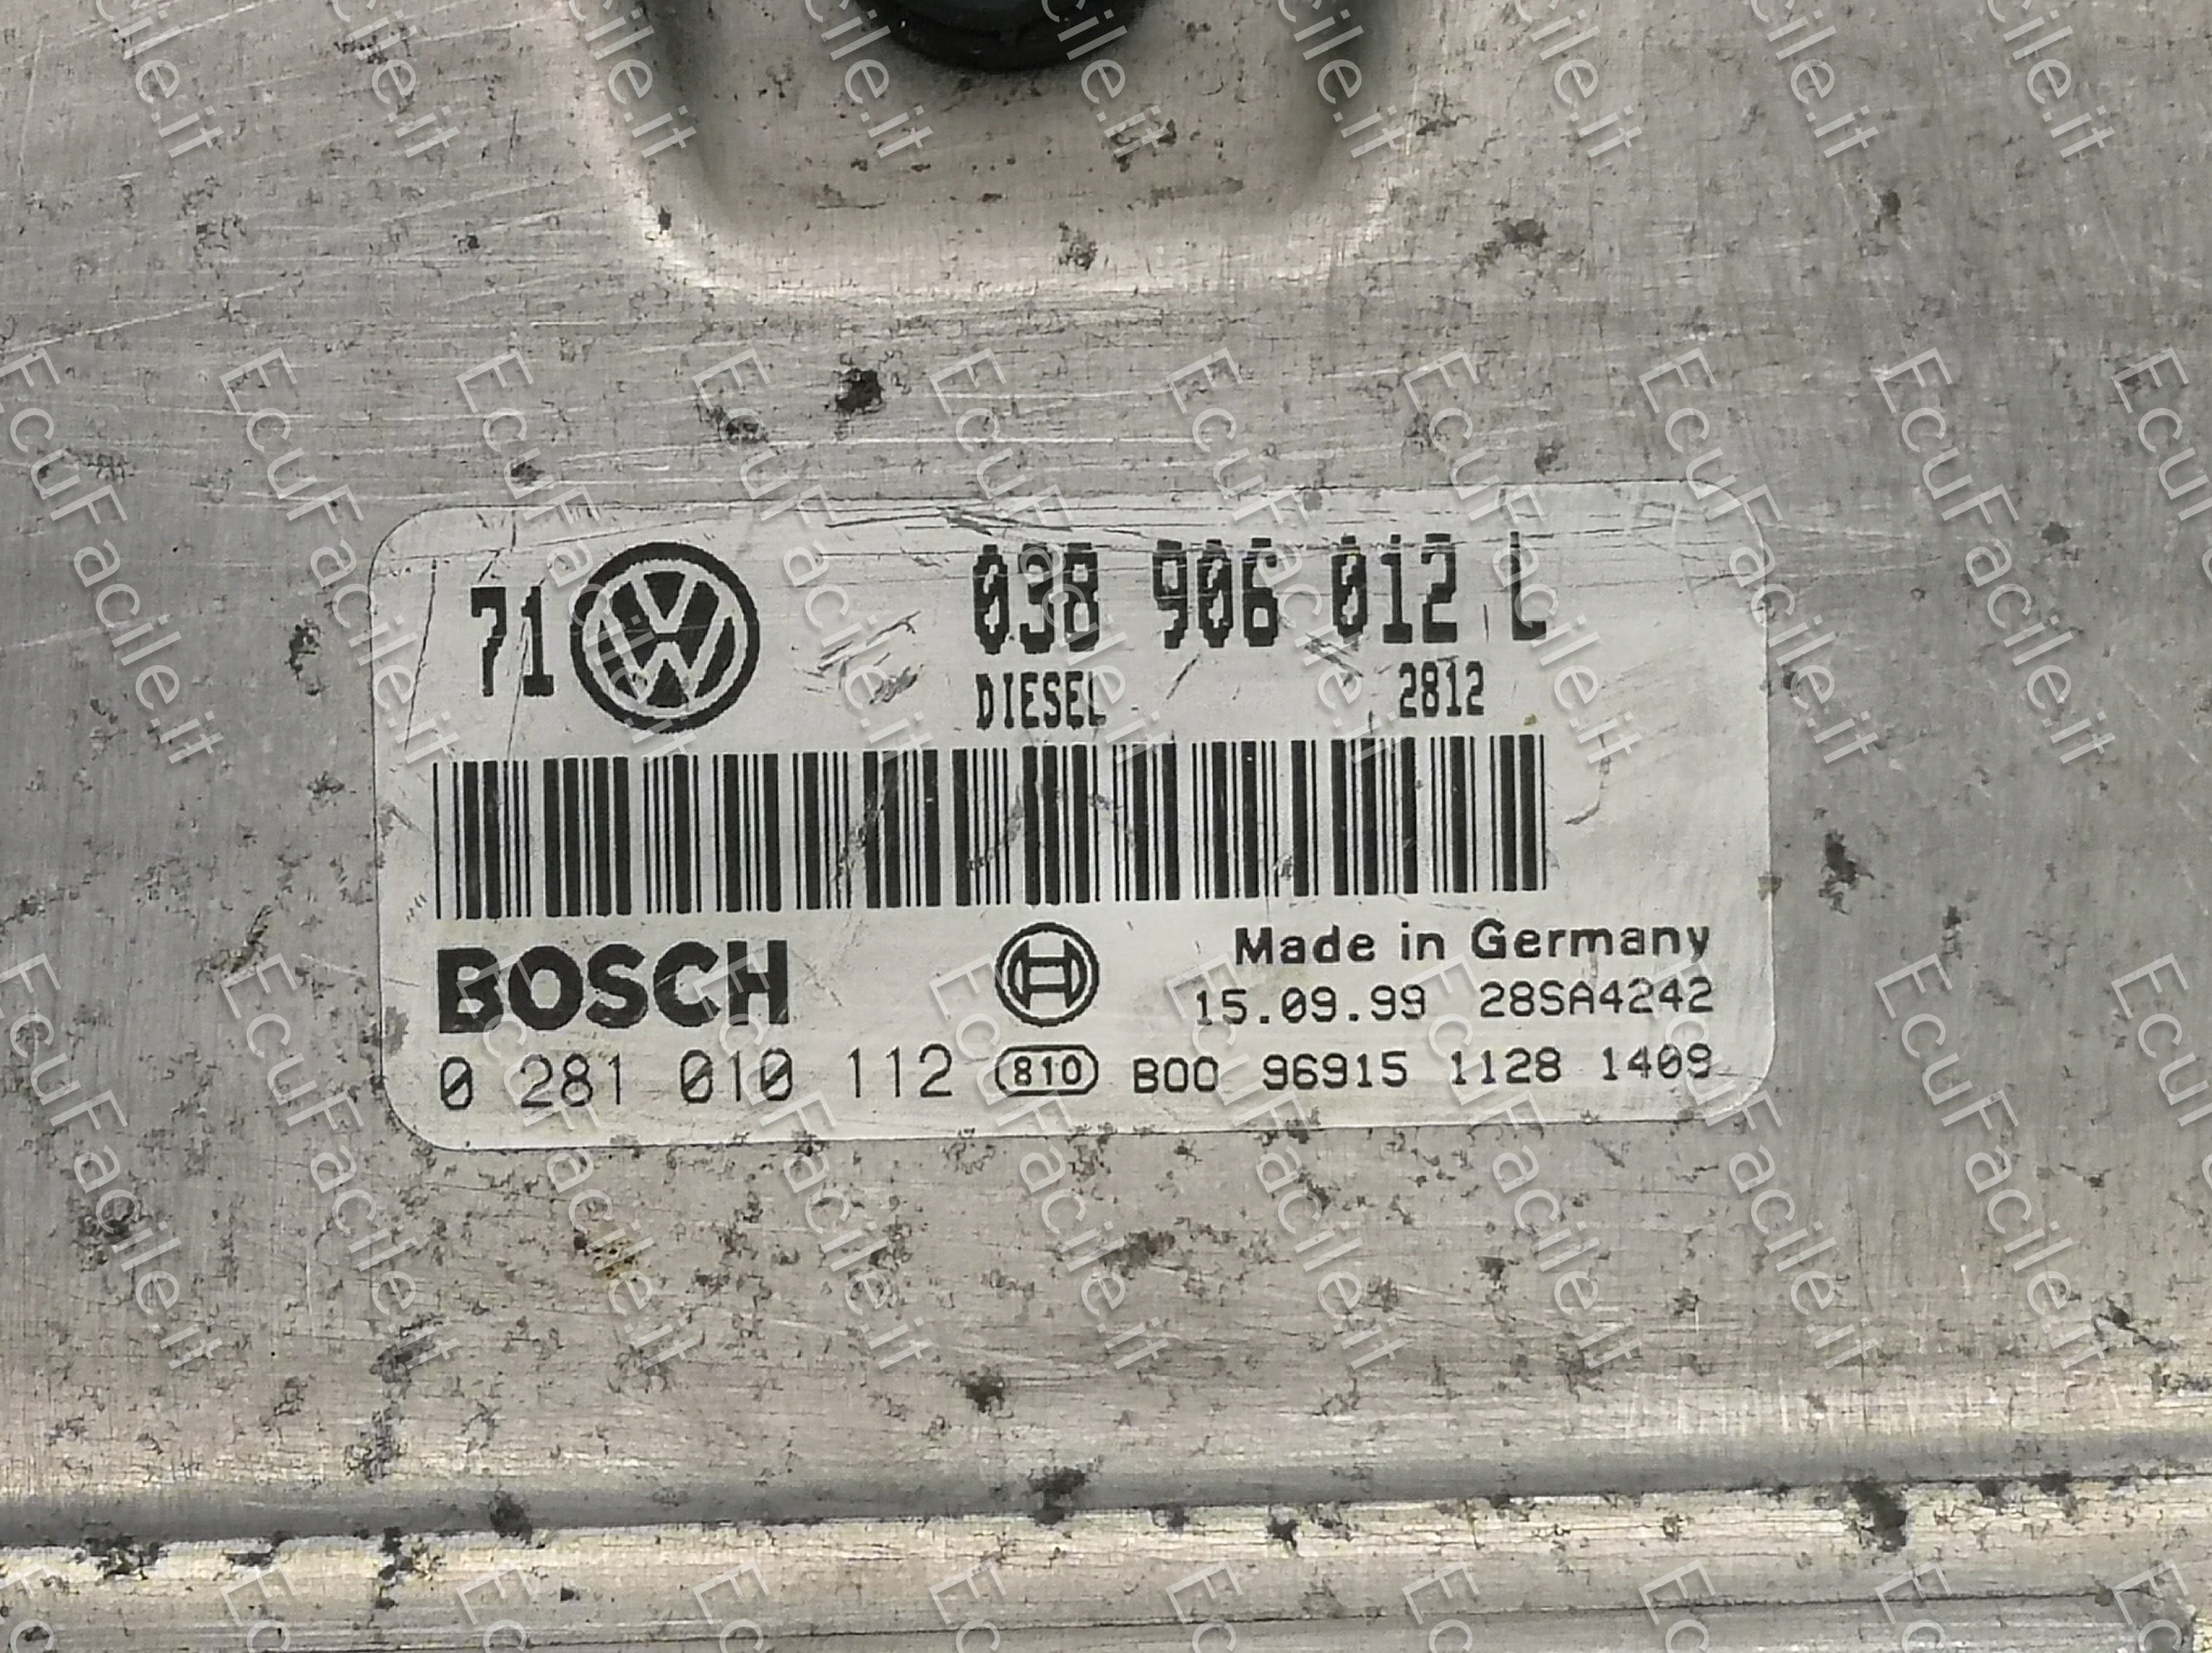 71 VW 038 906 012 L
DIESEL 2812
BOSCH
Made in Germany
15.09.99 28SA4242
0 281 010 112 810 B00 96915 1128 1409
EcuFacile.it